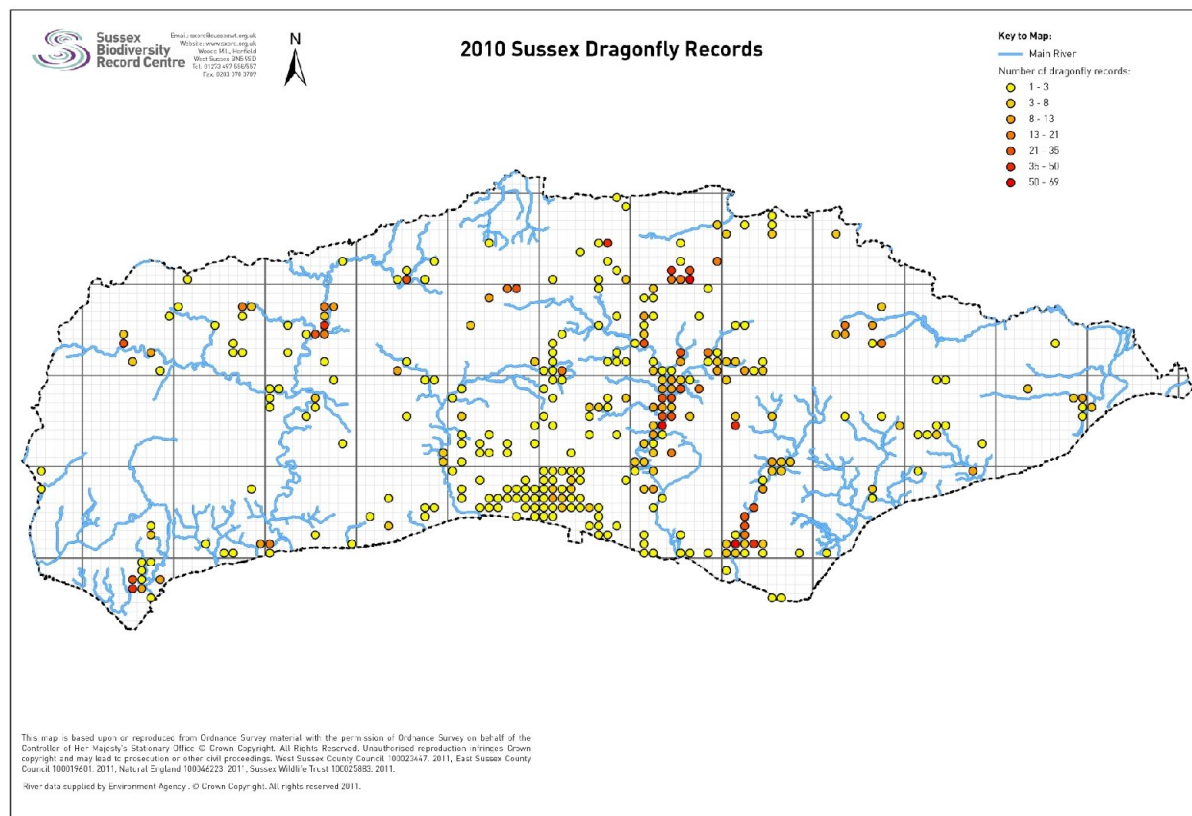 Sussex
Biodiversity
Record Centre
Woods Mill, Henfield
West Sussex BN5 9SD
N
2010 Sussex Dragonfly Records
Key to Map:
Main River
Number of dragonfly records:
1 - 3
3 - 8
8 - 13
13 - 21
21 - 35
35 - 50
50 - 69
This map is based upon or reproduced from Ordnance Survey material with the permission of Ordnance Survey on behalf of the
Controller of Her Majesty's Stationary Office © Crown Copyright. All Rights Reserved. Unauthorised reproduction infringes Crown
copyright and may lead to prosecution or other civil proceedings. West Sussex County Council 100023447, 2011, East Sussex County
Council 100019601, 2011, Natural England 100046223, 2011, Sussex Wildlife Trust 100025883, 2011.
River data supplied by Environment Agency . © Crown Copyright. All rights reserved 2011.